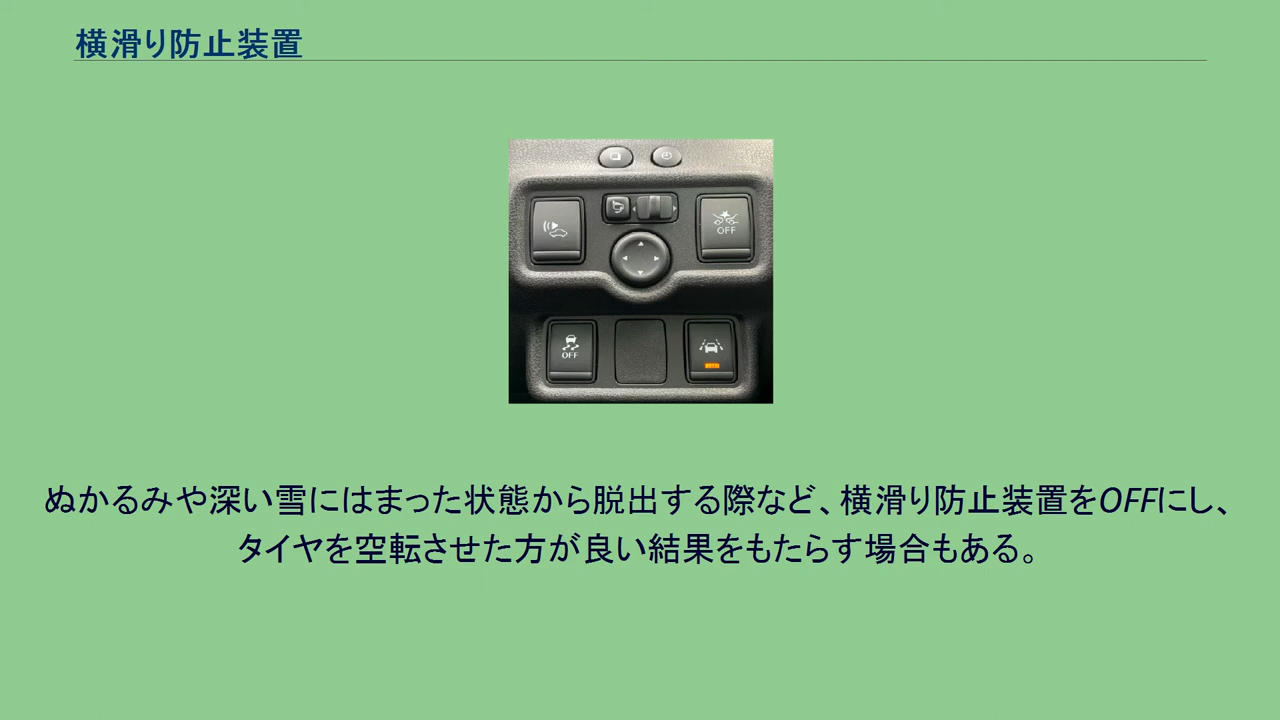 横滑り防止装置
OFF
OFF
ぬかるみや深い雪にはまった状態から脱出する際など、横滑り防止装置をOFFにし、
タイヤを空転させた方が良い結果をもたらす場合もある。